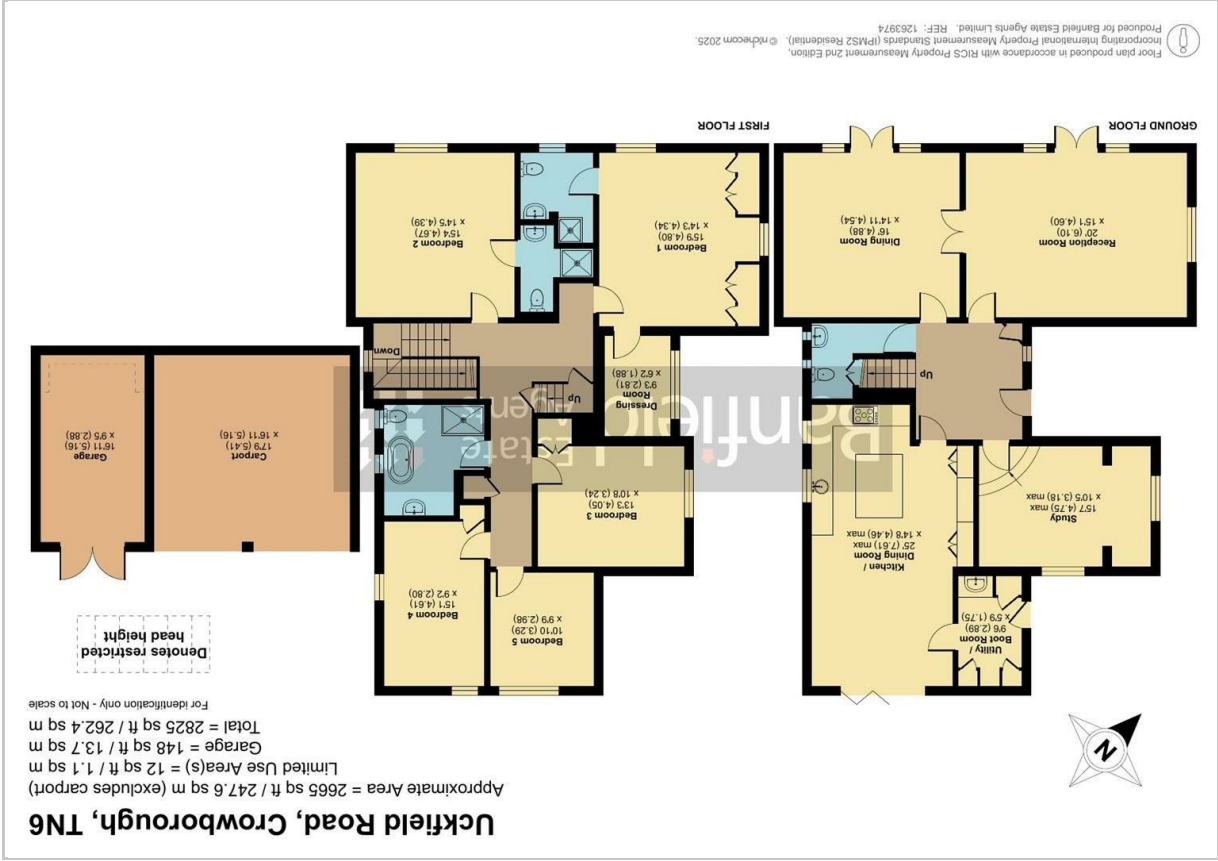 Uckfield Road, Crowborough, TN6
Approximate Area = 2665 sq ft / 247.6 sq m (excludes carport)
Limited Use Area(s) = 12 sq ft / 1.1 sq m
Garage = 148 sq ft / 13.7 sq m
Total = 2825 sq ft / 262.4 sq m
For identification only - Not to scale
N
Denotes restricted
head height
Utility /
Boot Room
9'6 (2.89)
x 5'9 (1.75)
Kitchen /
Dining Room
25' (7.61) max
x 14'8 (4.46) max
Study
15'7 (4.75) max
x 10'5 (3.18) max
Up
Reception Room
20' (6.10)
x 15'1 (4.60)
Dining Room
16' (4.88)
x 14'11 (4.54)
GROUND FLOOR
Bedroom 5
10'10 (3.29)
x 9'9 (2.98)
Bedroom 4
15'1 (4.61)
x 9'2 (2.80)
Bedroom 3
13'3 (4.05)
x 10'8 (3.24)
Dressing
Room
9'3 (2.81)
x 6'2 (1.88)
Up
Down
Bedroom 1
15'9 (4.80)
x 14'3 (4.34)
Bedroom 2
15'4 (4.67)
x 14'5 (4.39)
FIRST FLOOR
Carport
17'9 (5.41)
x 16'11 (5.16)
Garage
16'11 (5.16)
x 9'5 (2.88)
Banfield
Estate
Agents
Floor plan produced in accordance with RICS Property Measurement 2nd Edition,
Incorporating International Property Measurement Standards (IPMS2 Residential). © nichecom 2025.
Produced for Banfield Estate Agents Limited. REF: 1263974